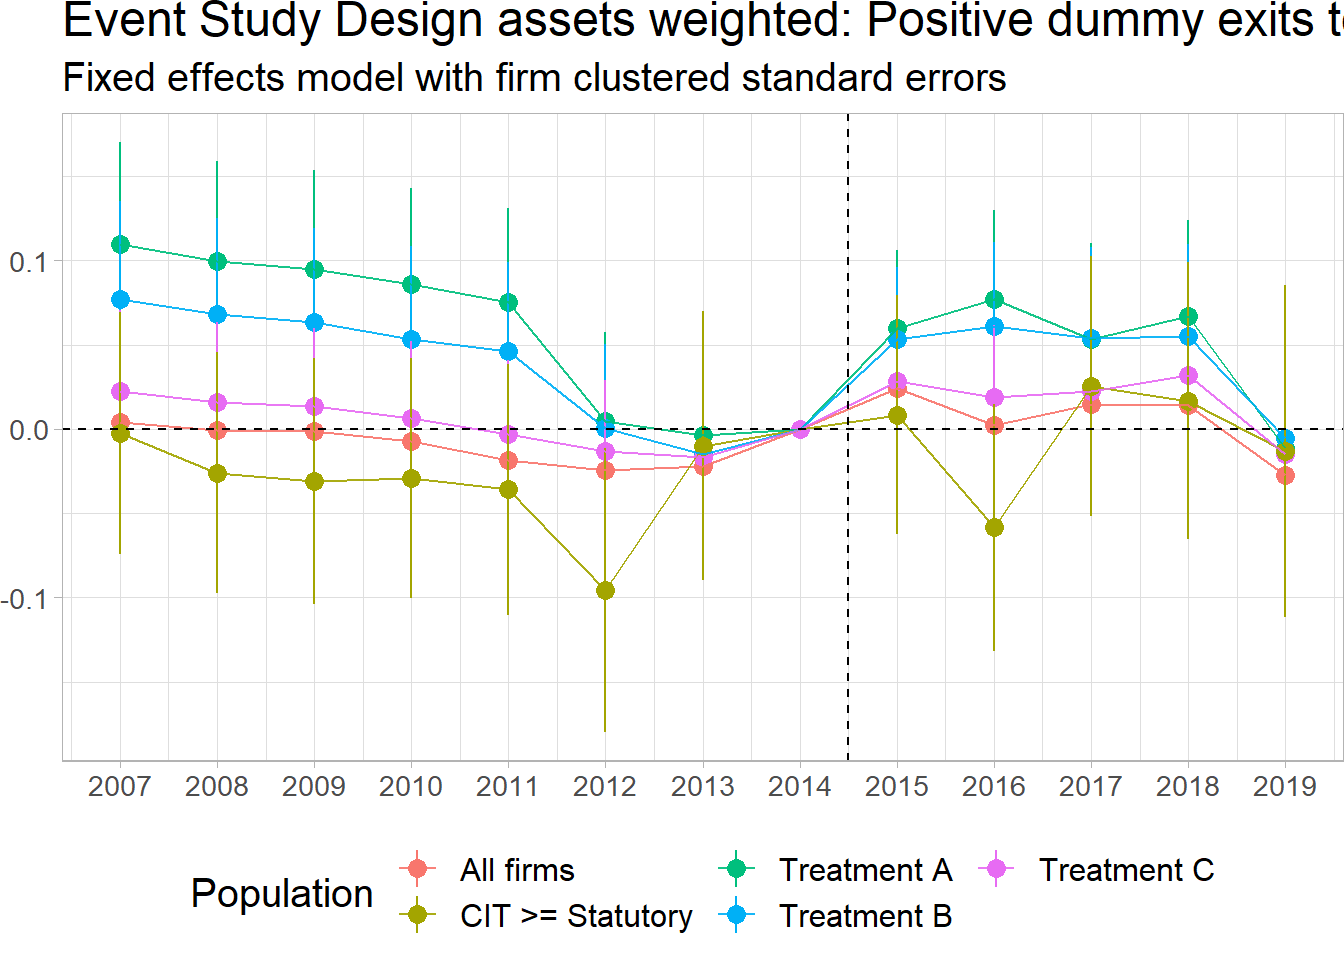 Event Study Design assets weighted: Positive dummy exits
Fixed effects model with firm clustered standard errors
0.1
0.0
-0.1
2007 2008 2009 2010 2011 2012 2013 2014 2015 2016 2017 2018 2019
Population
All firms
CIT >= Statutory
Treatment A
Treatment B
Treatment C